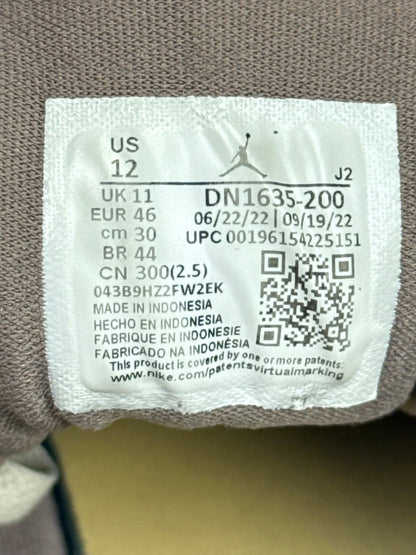 US
12
J2
UK 11
DN1635-200
EUR 46
06/22/22 | 09/19/22
cm 30
UPC 00196154225151
BR 44
CN 300(2.5)
043B9HZ2FW2EK
MADE IN INDONESIA
HECHO EN INDONESIA
FABRIQUE EN INDONESIE
FABRICADO NA INDONÉSIA
This product is covered by one or more patents:
www.nike.com/patentsvirtualmarking